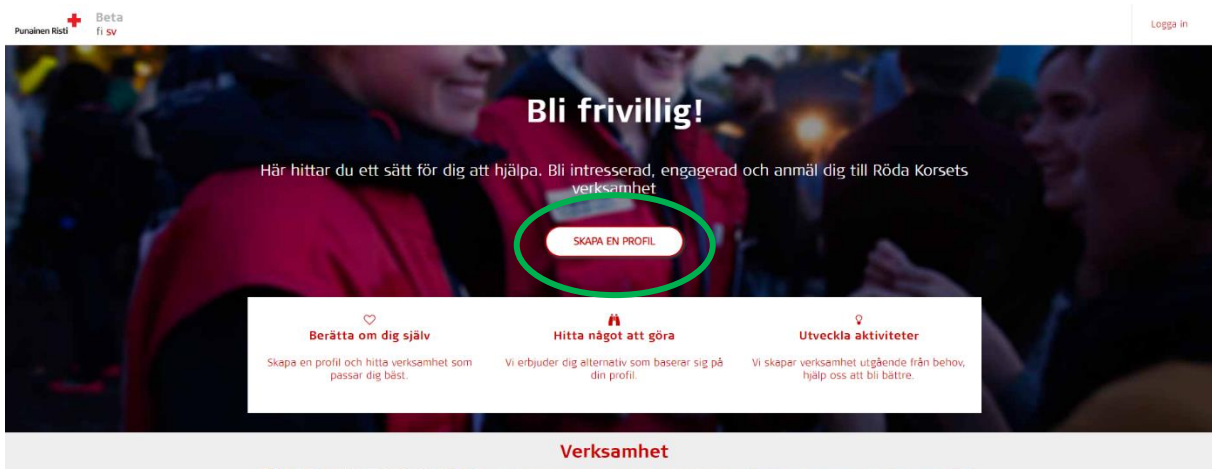 Punainen Risti
Beta
fi sv
Logga in
Bli frivillig!
Här hittar du ett sätt för dig att hjälpa. Bli intresserad, engagerad och anmäl dig till Röda Korsets
verksamhet
SKAPA EN PROFIL
Berätta om dig själv
Skapa en profil och hitta verksamhet som
passar dig bäst.
Hitta något att göra
Vi erbjuder dig alternativ som baserar sig på
din profil.
Utveckla aktiviteter
Vi skapar verksamhet utgående från behov,
hjälp oss att bli bättre.
Verksamhet